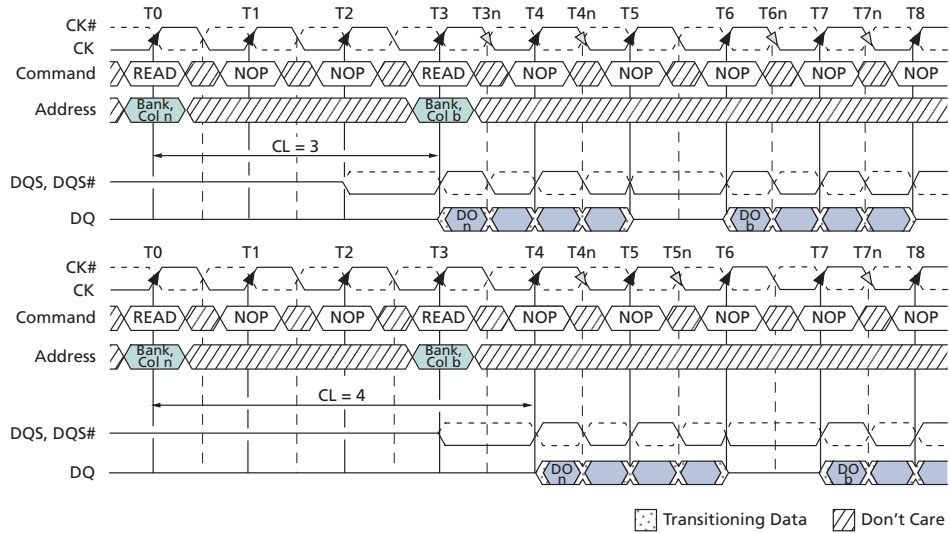 T0 T1 T2 T3 T3n T4 T4n T5 T6 T6n T7 T7n T8
CK#
CK
Command READ NOP NOP READ NOP NOP NOP NOP NOP
Address Bank, Col n Bank, Col b
CL = 3
DQS, DQS#
DQ DO n DO b
T0 T1 T2 T3 T4 T4n T5 T5n T6 T7 T7n T8
CK#
CK
Command READ NOP NOP READ NOP NOP NOP NOP NOP
Address Bank, Col n Bank, Col b
CL = 4
DQS, DQS#
DQ DO n DO b
Transitioning Data Don't Care